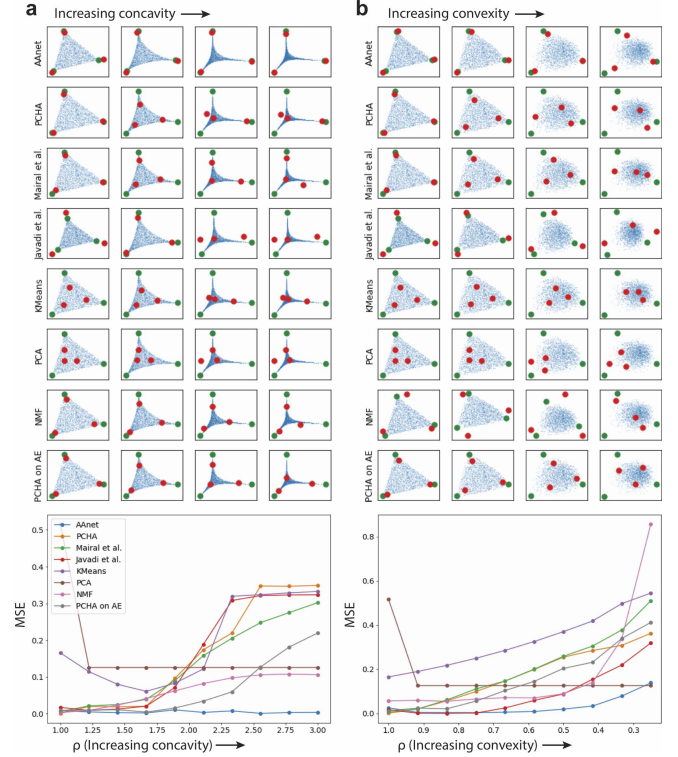 a
Increasing concavity
AAnet
PCHA
Mairal et al.
Javadi et al.
KMeans
PCA
NMF
PCHA on AE
MSE
0.5
0.4
0.3
0.2
0.1
0.0
AAnet
PCHA
Mairal et al.
Javadi et al.
KMeans
PCA
NMF
PCHA on AE
1.00 1.25 1.50 1.75 2.00 2.25 2.50 2.75 3.00
ρ (Increasing concavity)
b
Increasing convexity
AAnet
PCHA
Mairal et al.
Javadi et al.
KMeans
PCA
NMF
PCHA on AE
MSE
0.8
0.6
0.4
0.2
0.0
1.0 0.9 0.8 0.7 0.6 0.5 0.4 0.3
ρ (Increasing convexity)